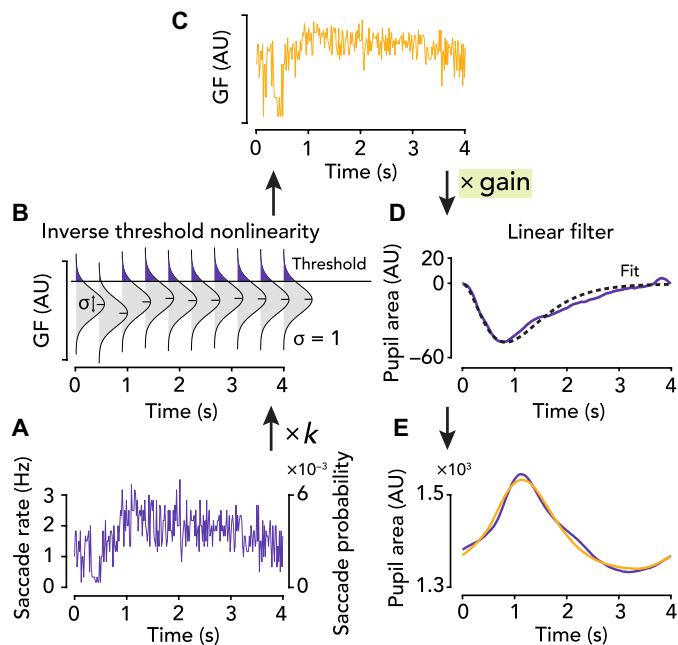 C
GF (AU)
0 1 2 3 4
Time (s)
× gain
B
Inverse threshold nonlinearity
Threshold
GF (AU)
σ
σ = 1
0 1 2 3 4
Time (s)
D
Linear filter
Pupil area (AU)
20
0
−60
Fit
0 1 2 3 4
Time (s)
×k
A
Saccade rate (Hz)
3
2
1
0
×10⁻³
6
0
Saccade probability
0 1 2 3 4
Time (s)
E
Pupil area (AU)
×10³
1.5
1.3
0 1 2 3 4
Time (s)